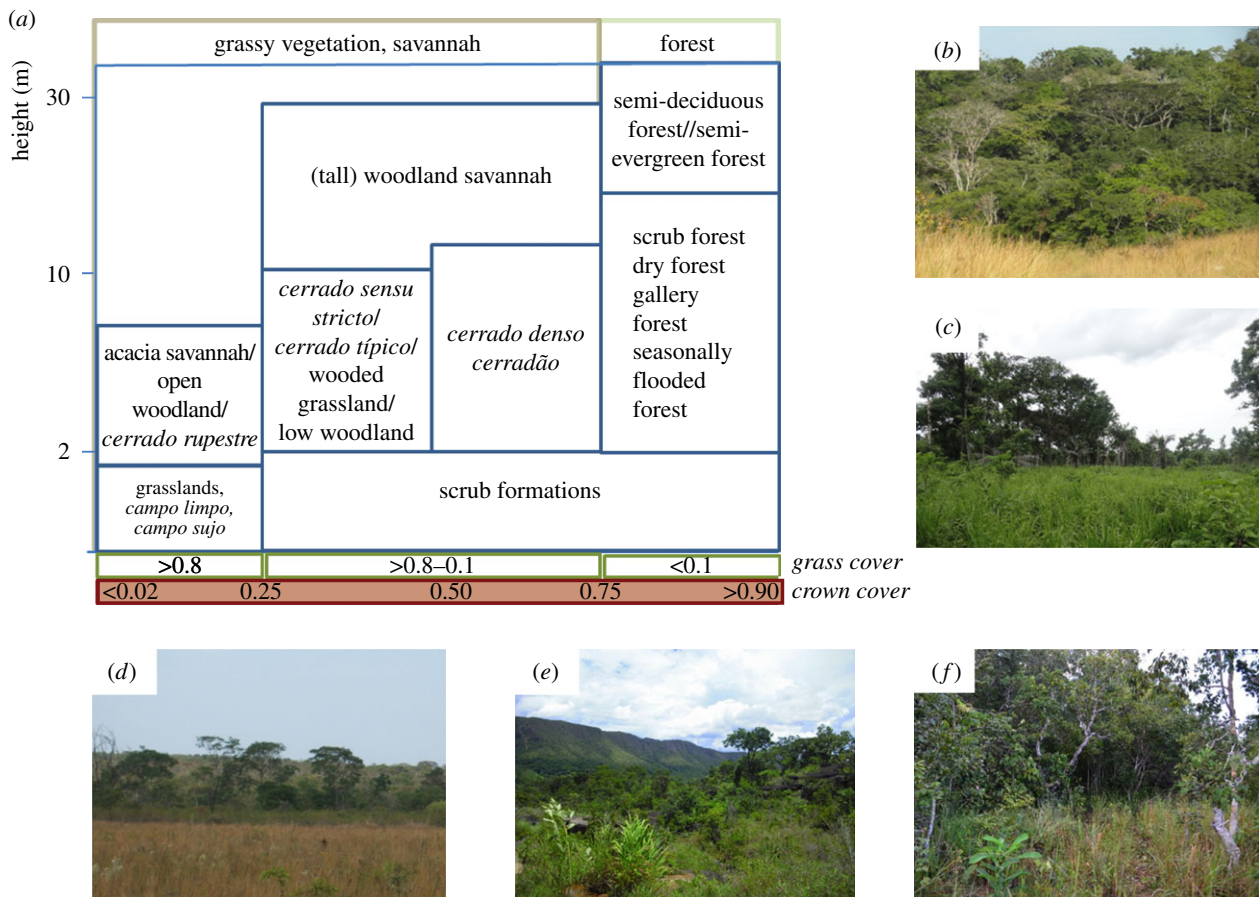 (a)
grassy vegetation, savannah
forest
height (m)
30
10
2
semi-deciduous
forest//semi-
evergreen forest
(tall) woodland savannah
scrub forest
dry forest
gallery
forest
seasonally
flooded
forest
cerrado sensu
stricto/
cerrado típico/
wooded
grassland/
low woodland
cerrado denso
cerradão
acacia savannah/
open
woodland/
cerrado rupestre
grasslands,
campo limpo,
campo sujo
scrub formations
>0.8
>0.8–0.1
<0.1
grass cover
<0.02
0.25
0.50
0.75
>0.90
crown cover
(b)
(c)
(d)
(e)
(f)